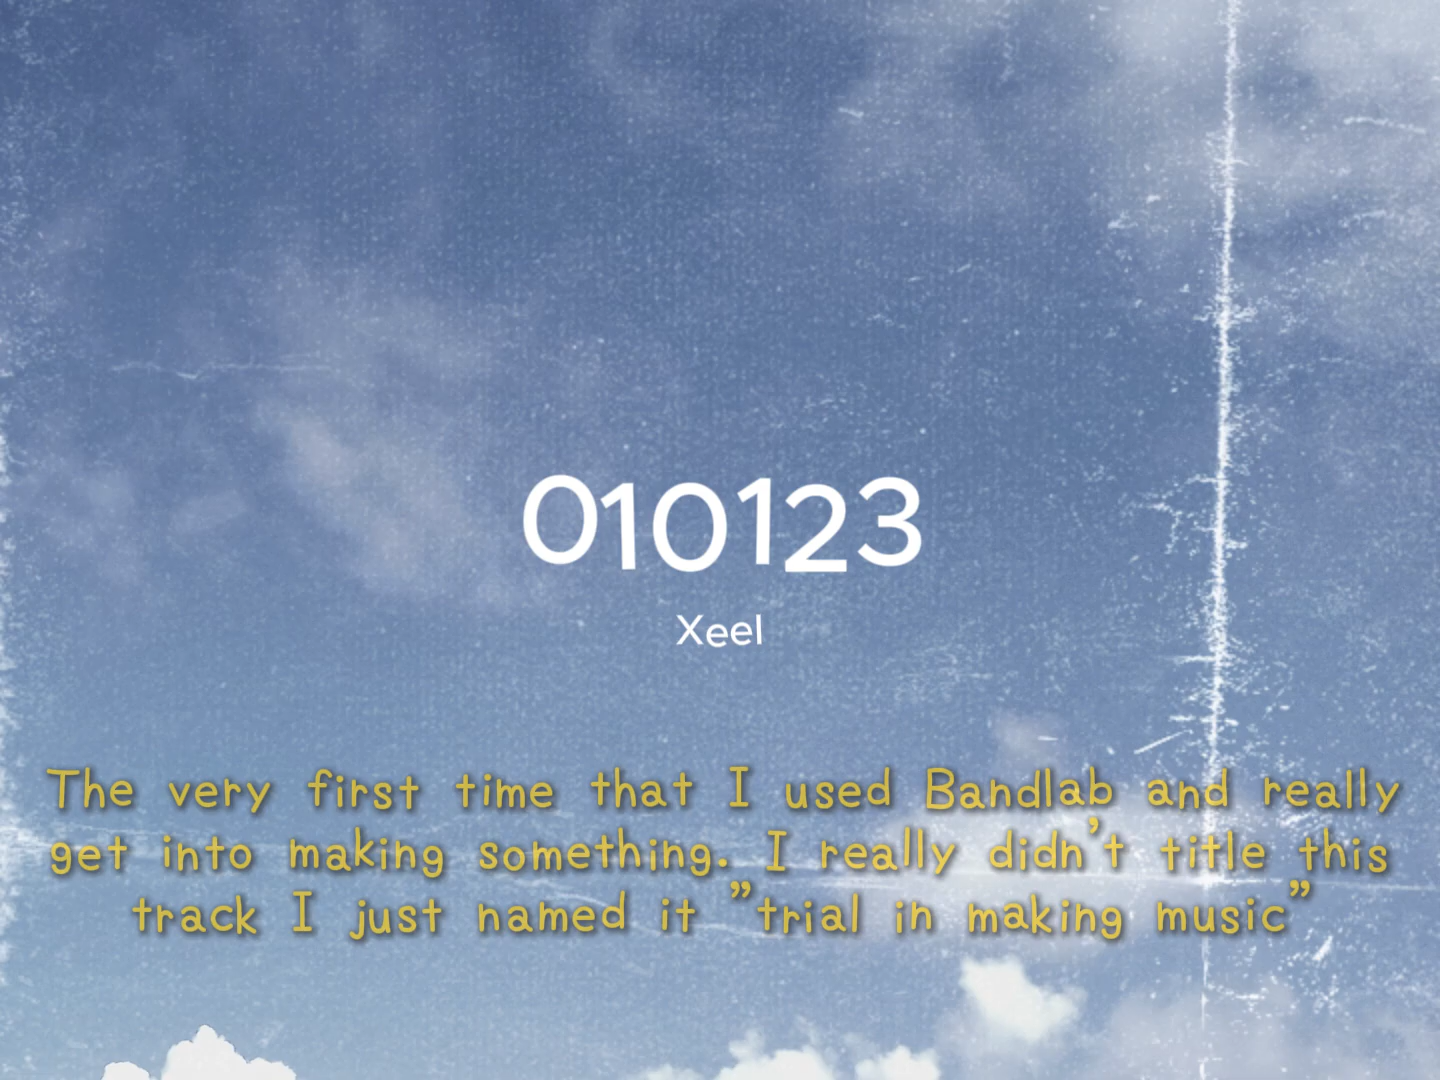 010123
Xeel
The very first time that I used Bandlab and really
get into making something. I really didn't title this
track I just named it "trial in making music"